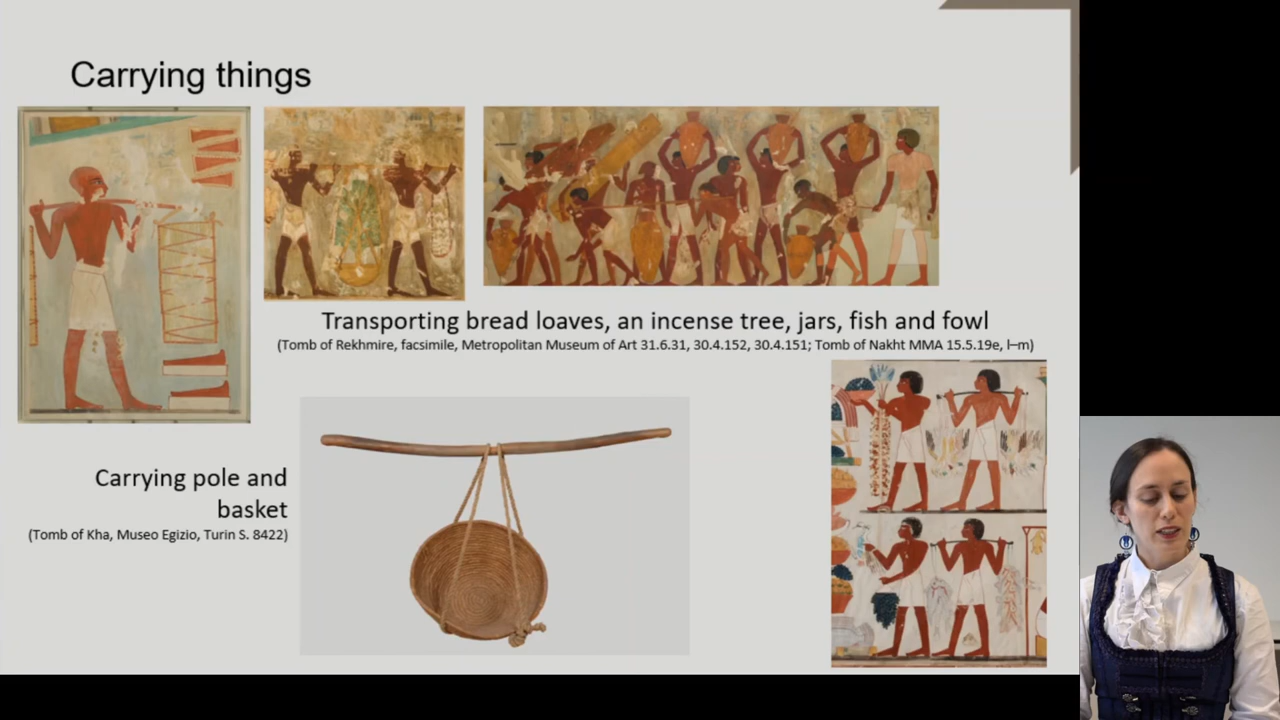 Carrying things
Transporting bread loaves, an incense tree, jars, fish and fowl
(Tomb of Rekhmire, facsimile, Metropolitan Museum of Art 31.6.31, 30.4.152, 30.4.151; Tomb of Nakht MMA 15.5.19e, l–m)
Carrying pole and
basket
(Tomb of Kha, Museo Egizio, Turin S. 8422)